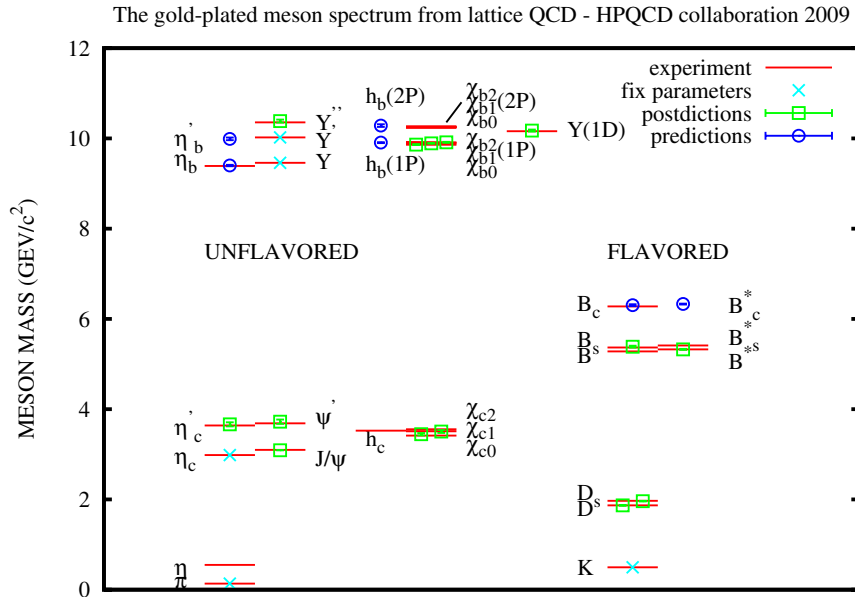 The gold-plated meson spectrum from lattice QCD - HPQCD collaboration 2009
MESON MASS (GEV/c²)
12
10
8
6
4
2
0
experiment
fix parameters
postdictions
predictions
η'b
ηb
Υ''
Υ'
Υ
hb(2P)
hb(1P)
χb2
χb1(2P)
χb0
χb2
χb1(1P)
χb0
Υ(1D)
UNFLAVORED
FLAVORED
Bc
B*c
Bs
B
B*s
B*
η'c
ηc
ψ'
J/ψ
hc
χc2
χc1
χc0
Ds
D
η
π
K